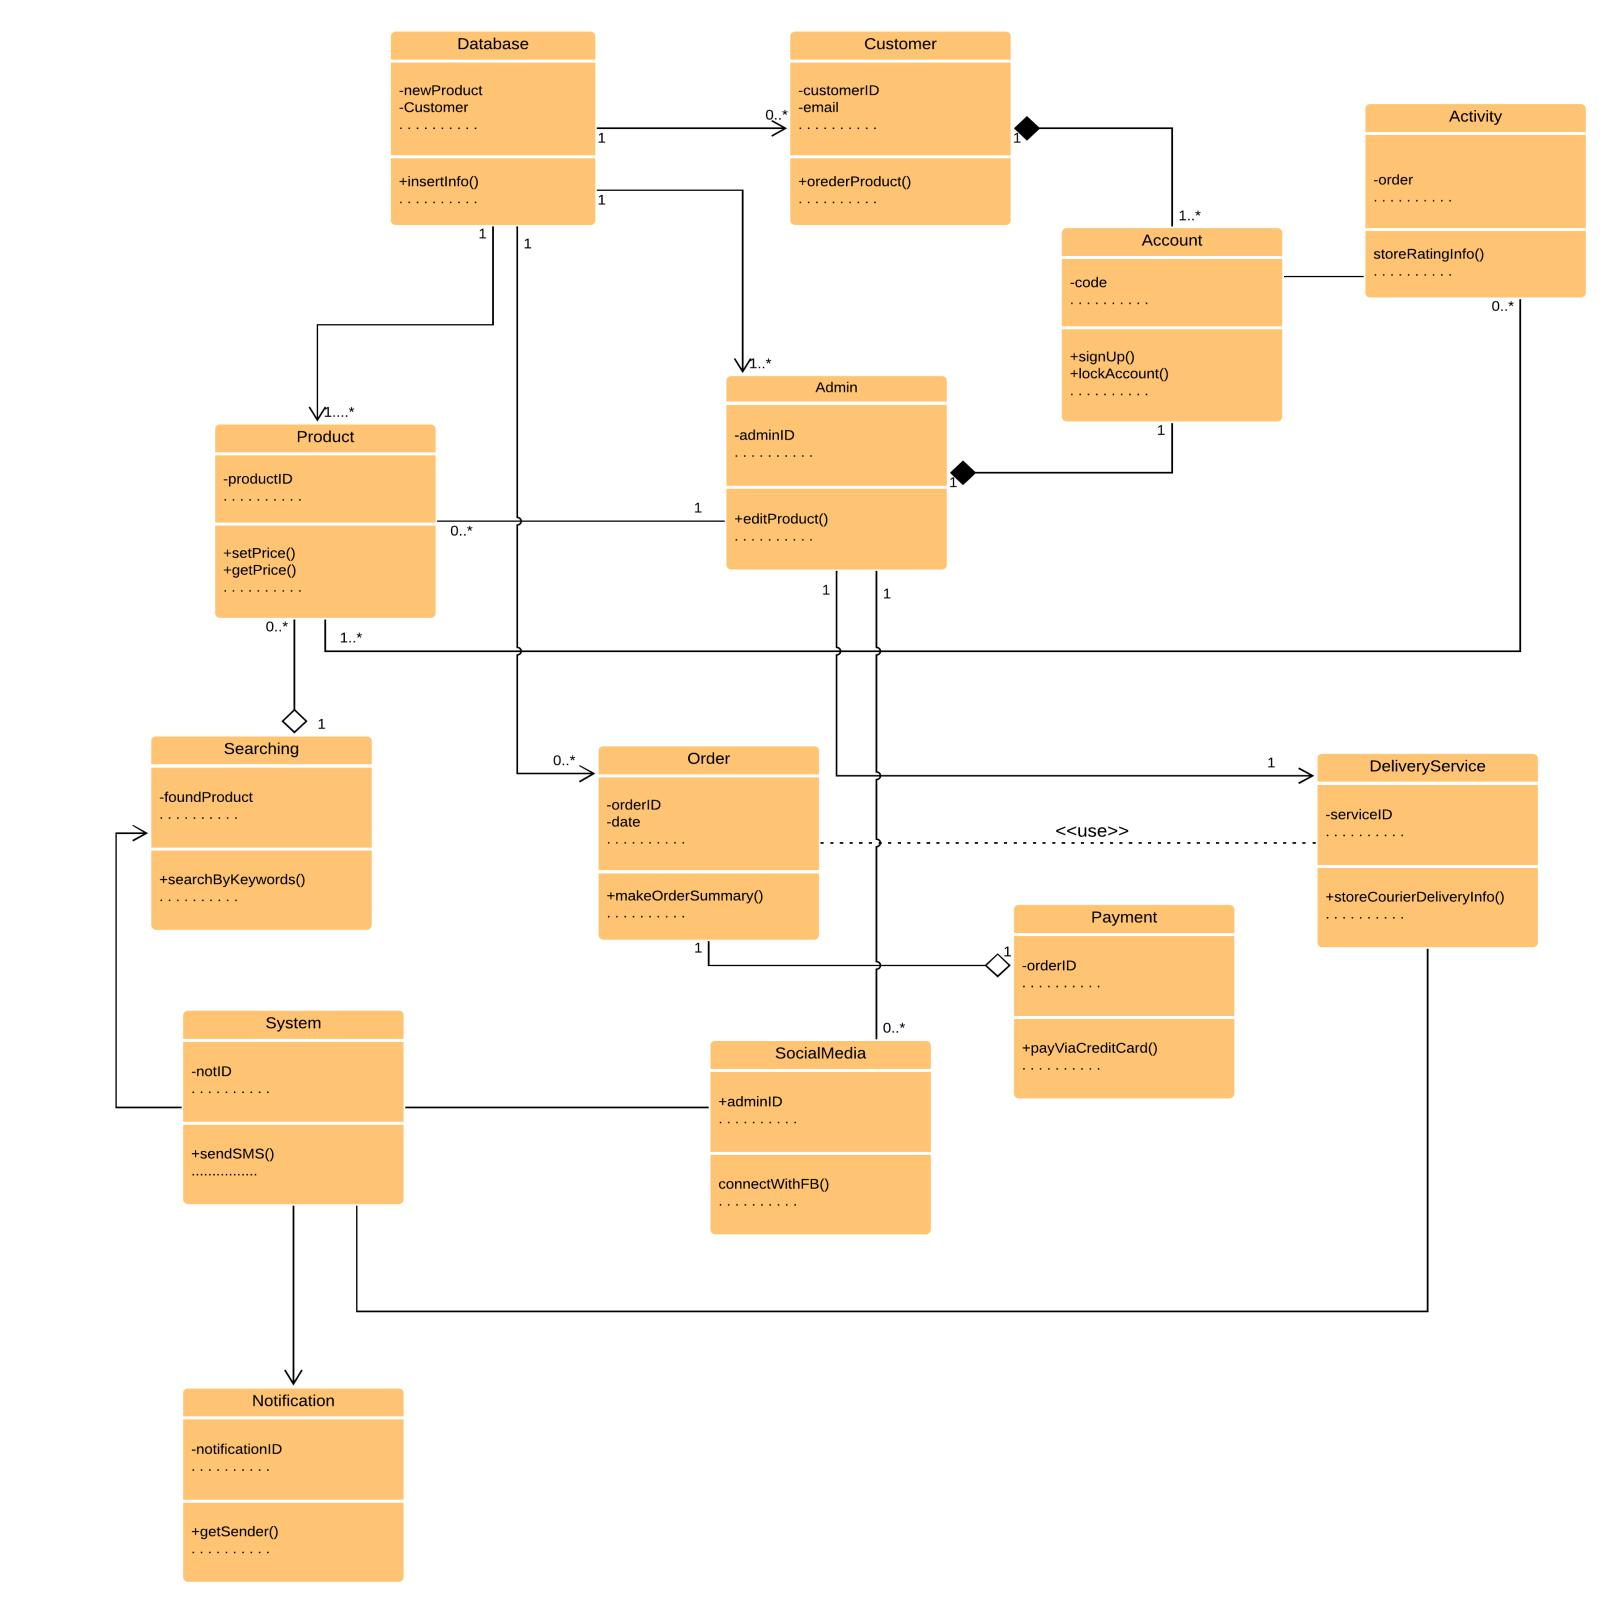 Database
-newProduct
-Customer
. . . . . . . . . .
+insertInfo()
. . . . . . . . . .
1
0..*
1
1
1
Customer
-customerID
-email
. . . . . . . . . .
+orederProduct()
. . . . . . . . . .
1
1..*
Activity
-order
. . . . . . . . . .
storeRatingInfo()
. . . . . . . . . .
0..*
Account
-code
. . . . . . . . . .
+signUp()
+lockAccount()
. . . . . . . . . .
1
1..*
Admin
-adminID
. . . . . . . . . .
+editProduct()
. . . . . . . . . .
1
1
1
1
1....*
Product
-productID
. . . . . . . . . .
+setPrice()
+getPrice()
. . . . . . . . . .
0..*
0..*
1..*
1
Searching
-foundProduct
. . . . . . . . . .
+searchByKeywords()
. . . . . . . . . .
0..*
Order
-orderID
-date
. . . . . . . . . .
+makeOrderSummary()
. . . . . . . . . .
1
<<use>>
1
DeliveryService
-serviceID
. . . . . . . . . .
+storeCourierDeliveryInfo()
. . . . . . . . . .
1
Payment
-orderID
. . . . . . . . . .
+payViaCreditCard()
. . . . . . . . . .
System
-notID
. . . . . . . . . .
+sendSMS()
................
0..*
SocialMedia
+adminID
. . . . . . . . . .
connectWithFB()
. . . . . . . . . .
Notification
-notificationID
. . . . . . . . . .
+getSender()
. . . . . . . . . .